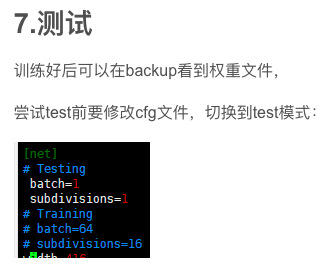 7.测试
训练好后可以在backup看到权重文件，
尝试test前要修改cfg文件，切换到test模式：
[net]
# Testing
batch=1
subdivisions=1
# Training
# batch=64
# subdivisions=16
width=416